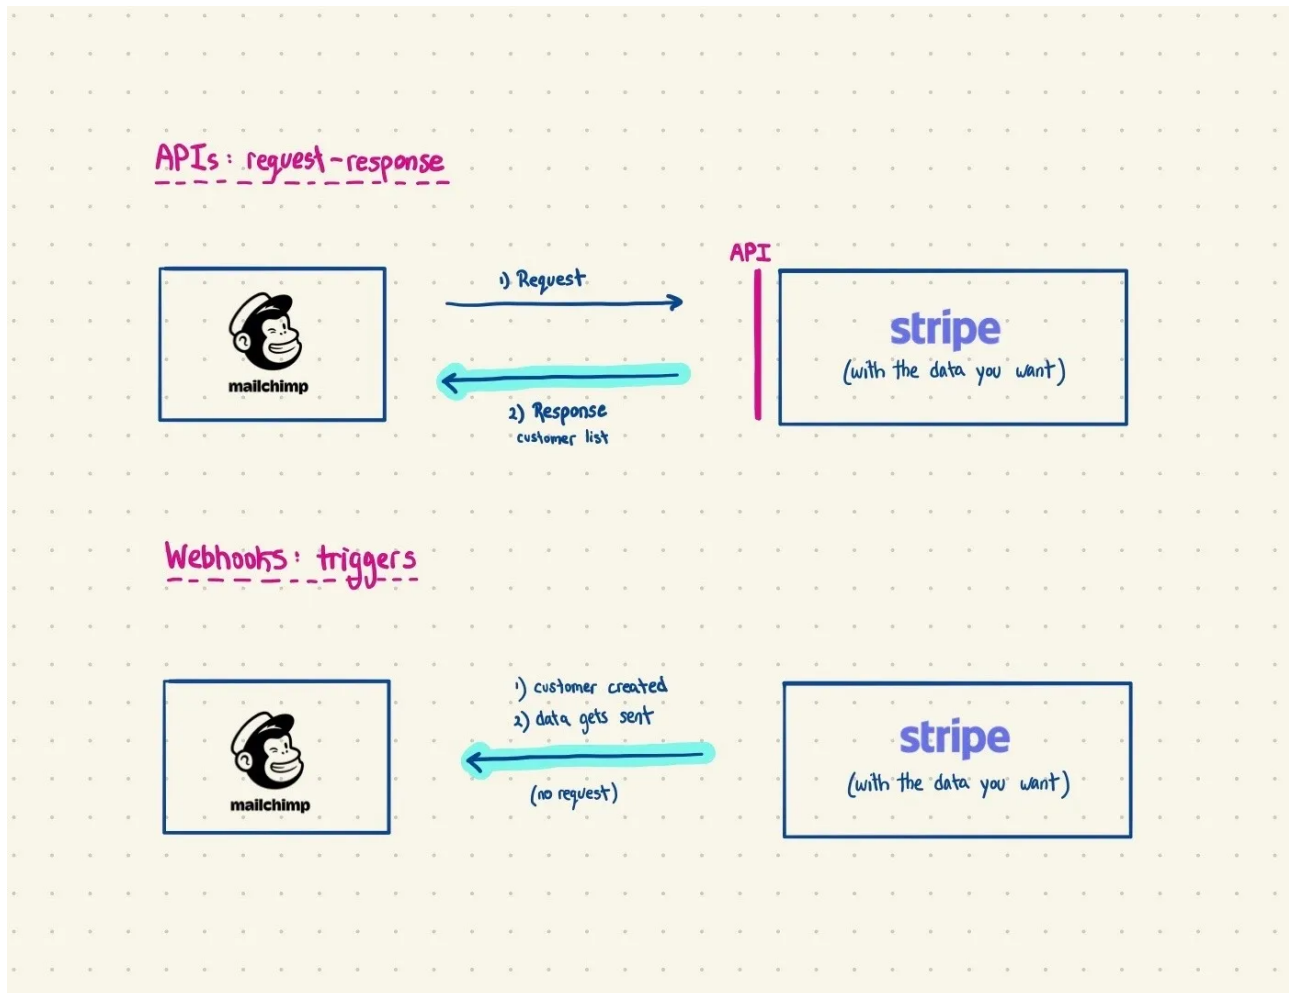 APIs: request-response
API
1) Request
mailchimp
stripe
(with the data you want)
2) Response
customer list
Webhooks: triggers
1) customer created
2) data gets sent
mailchimp
stripe
(with the data you want)
(no request)